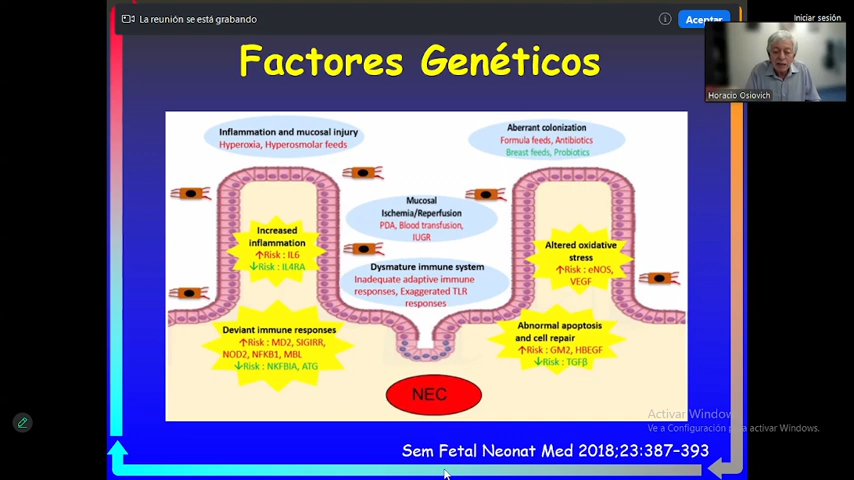 La reunión se está grabando
Aceptar
Iniciar sesión
Horacio Osiovich
Factores Genéticos
Inflammation and mucosal injury
Hyperoxia, Hyperosmolar feeds
Aberrant colonization
Formula feeds, Antibiotics
Breast feeds, Probiotics
Mucosal
Ischemia/Reperfusion
PDA, Blood transfusion,
IUGR
Increased
inflammation
↑Risk : IL6
↓Risk : IL4RA
Altered oxidative
stress
↑Risk : eNOS,
VEGF
Dysmature immune system
Inadequate adaptive immune
responses, Exaggerated TLR
responses
Deviant immune responses
↑Risk : MD2, SIGIRR,
NOD2, NFKB1, MBL
↓Risk : NKFBIA, ATG
Abnormal apoptosis
and cell repair
↑Risk : GM2, HBEGF
↓Risk : TGFβ
NEC
Activar Window
Ve a Configuración para activar Windows.
Sem Fetal Neonat Med 2018;23:387–393